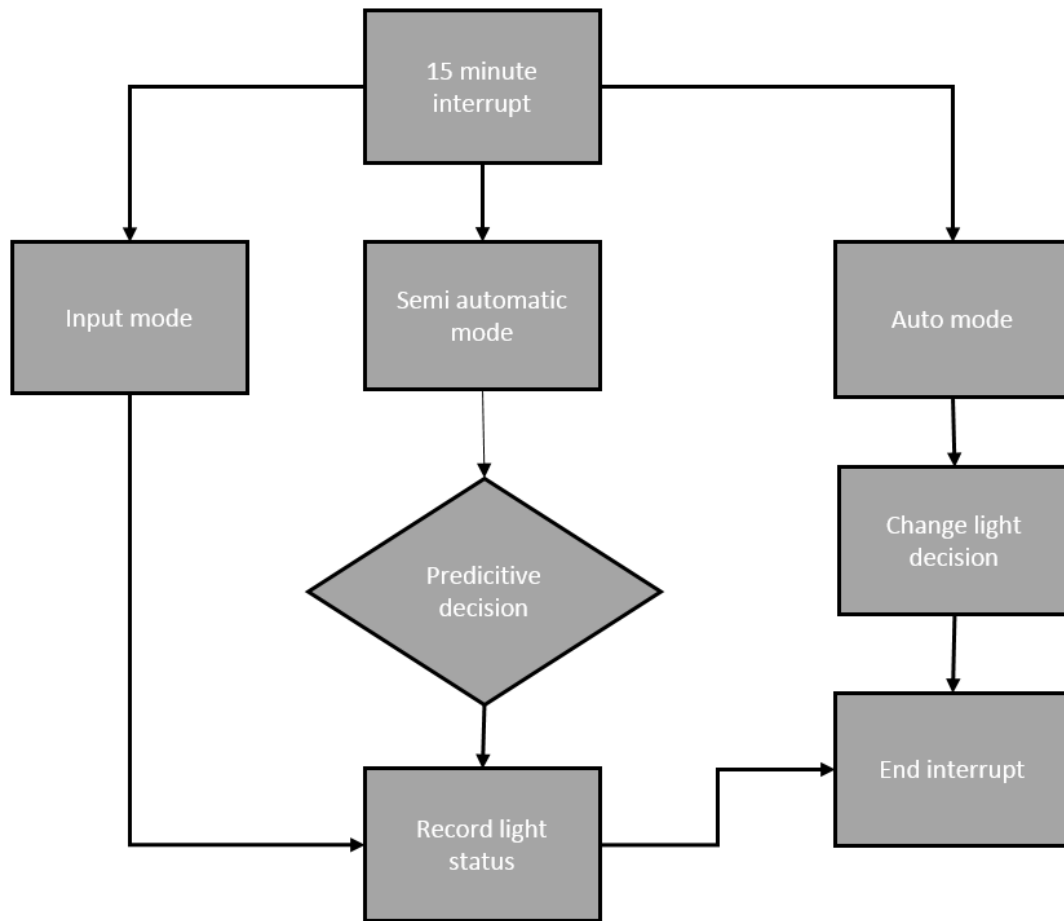 15 minute
interrupt
Input mode
Semi automatic
mode
Auto mode
Change light
decision
Predicitive
decision
End interrupt
Record light
status